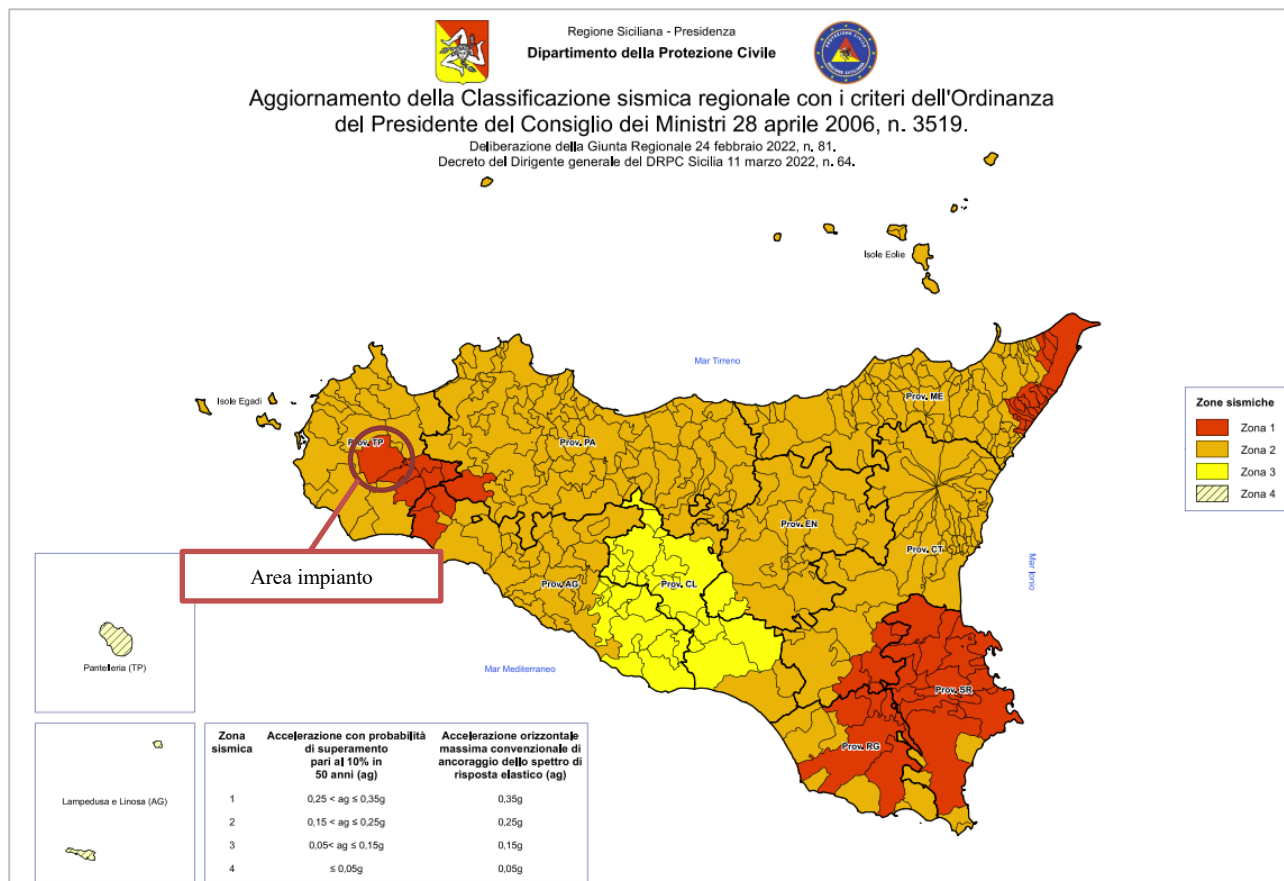 Regione Siciliana - Presidenza
Dipartimento della Protezione Civile
Aggiornamento della Classificazione sismica regionale con i criteri dell'Ordinanza
del Presidente del Consiglio dei Ministri 28 aprile 2006, n. 3519.
Deliberazione della Giunta Regionale 24 febbraio 2022, n. 81.
Decreto del Dirigente generale del DRPC Sicilia 11 marzo 2022, n. 64.
Isole Eolie
Mar Tirreno
Isole Egadi
Prov. ME
Prov. TP
Prov. PA
Zone sismiche
Zona 1
Zona 2
Zona 3
Zona 4
Prov. EN
Prov. CT
Mar Ionio
Area impianto
Prov. AG
Prov. CL
Pantelleria (TP)
Mar Mediterraneo
Prov. SR
Prov. RG
Lampedusa e Linosa (AG)
Zona sismica
Accelerazione con probabilità di superamento pari al 10% in 50 anni (ag)
Accelerazione orizzontale massima convenzionale di ancoraggio dello spettro di risposta elastico (ag)
1 0,25 < ag ≤ 0,35g 0,35g
2 0,15 < ag ≤ 0,25g 0,25g
3 0,05< ag ≤ 0,15g 0,15g
4 ≤ 0,05g 0,05g